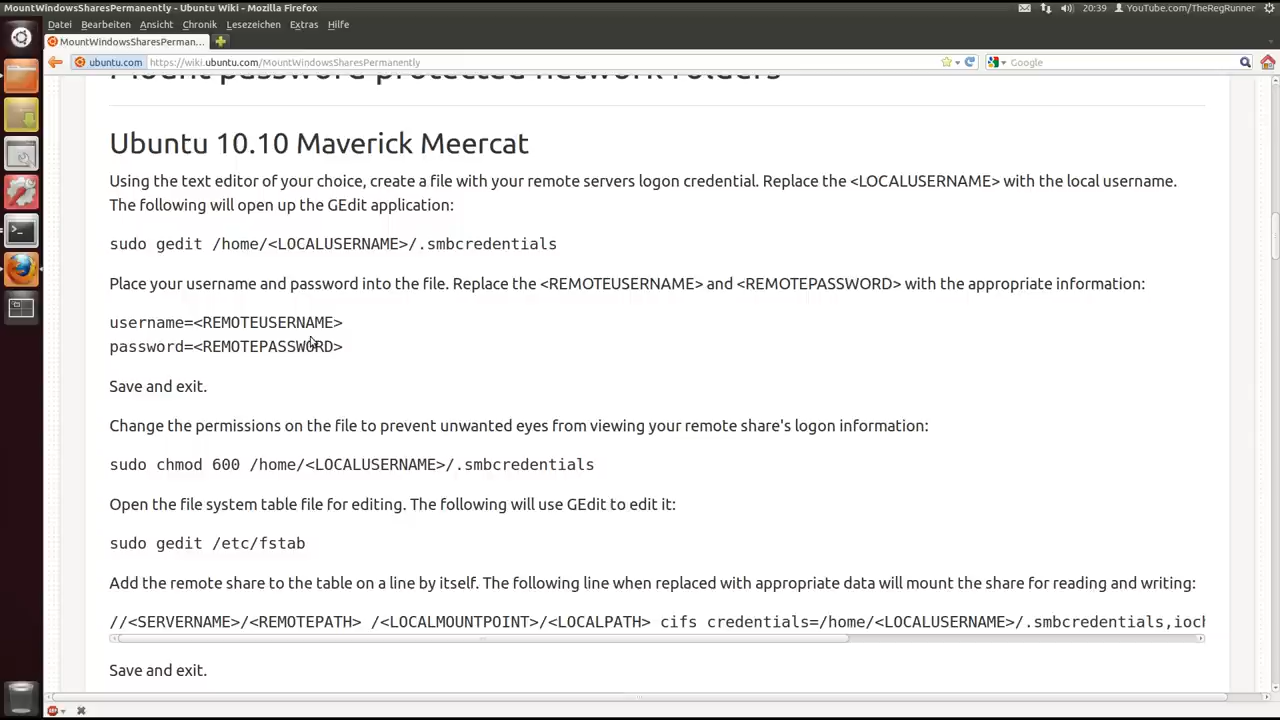 MountWindowsSharesPermanently - Ubuntu Wiki - Mozilla Firefox
20:39
YouTube.com/TheRegRunner
Datei Bearbeiten Ansicht Chronik Lesezeichen Extras Hilfe
MountWindowsSharesPerman...
ubuntu.com https://wiki.ubuntu.com/MountWindowsSharesPermanently
Google
Mount password protected network folders
Ubuntu 10.10 Maverick Meercat
Using the text editor of your choice, create a file with your remote servers logon credential. Replace the <LOCALUSERNAME> with the local username.
The following will open up the GEdit application:
sudo gedit /home/<LOCALUSERNAME>/.smbcredentials
Place your username and password into the file. Replace the <REMOTEUSERNAME> and <REMOTEPASSWORD> with the appropriate information:
username=<REMOTEUSERNAME>
password=<REMOTEPASSWORD>
Save and exit.
Change the permissions on the file to prevent unwanted eyes from viewing your remote share's logon information:
sudo chmod 600 /home/<LOCALUSERNAME>/.smbcredentials
Open the file system table file for editing. The following will use GEdit to edit it:
sudo gedit /etc/fstab
Add the remote share to the table on a line by itself. The following line when replaced with appropriate data will mount the share for reading and writing:
//<SERVERNAME>/<REMOTEPATH> /<LOCALMOUNTPOINT>/<LOCALPATH> cifs credentials=/home/<LOCALUSERNAME>/.smbcredentials,ioch
Save and exit.